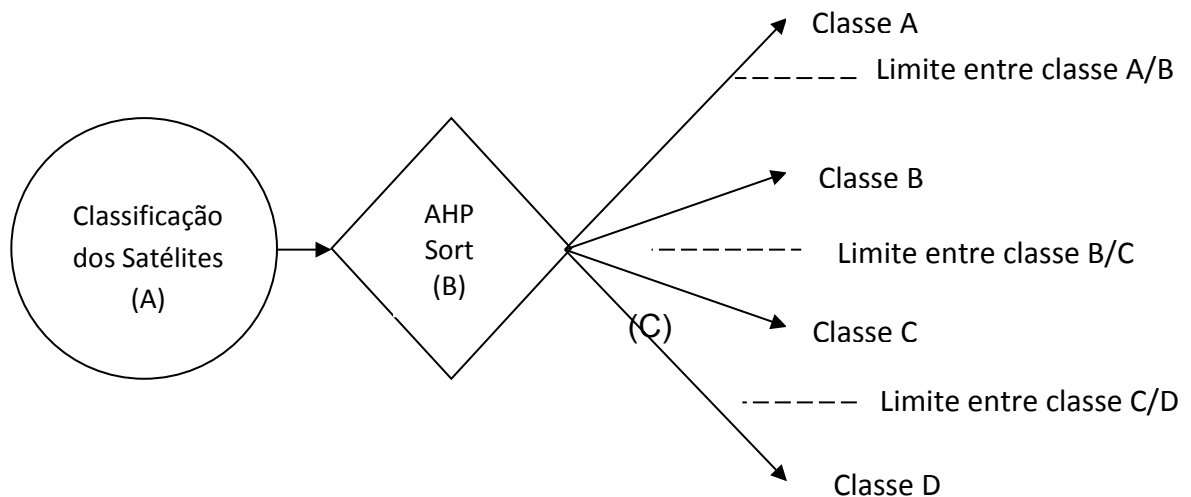 Classe A
Limite entre classe A/B
Classificação
dos Satélites
(A)
AHP
Sort
(B)
Classe B
Limite entre classe B/C
(C)
Classe C
Limite entre classe C/D
Classe D